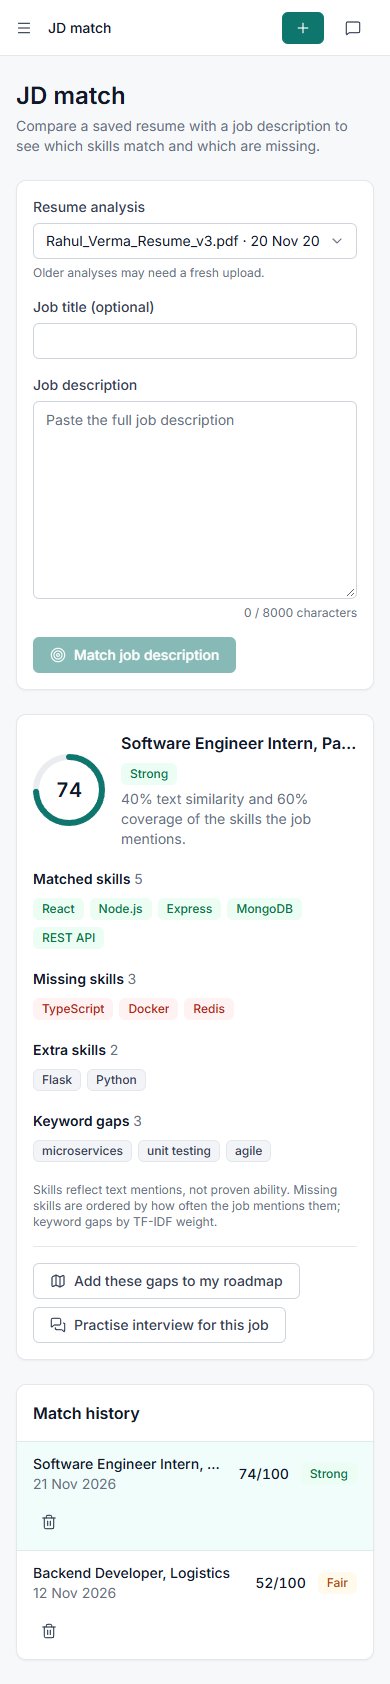 JD match
JD match
Compare a saved resume with a job description to
see which skills match and which are missing.
Resume analysis
Rahul_Verma_Resume_v3.pdf · 20 Nov 20
Older analyses may need a fresh upload.
Job title (optional)
Job description
Paste the full job description
0 / 8000 characters
Match job description
74
Software Engineer Intern, Pa...
Strong
40% text similarity and 60%
coverage of the skills the job
mentions.
Matched skills 5
React Node.js Express MongoDB
REST API
Missing skills 3
TypeScript Docker Redis
Extra skills 2
Flask Python
Keyword gaps 3
microservices unit testing agile
Skills reflect text mentions, not proven ability. Missing
skills are ordered by how often the job mentions them;
keyword gaps by TF-IDF weight.
Add these gaps to my roadmap
Practise interview for this job
Match history
Software Engineer Intern, ... 74/100 Strong
21 Nov 2026
Backend Developer, Logistics 52/100 Fair
12 Nov 2026